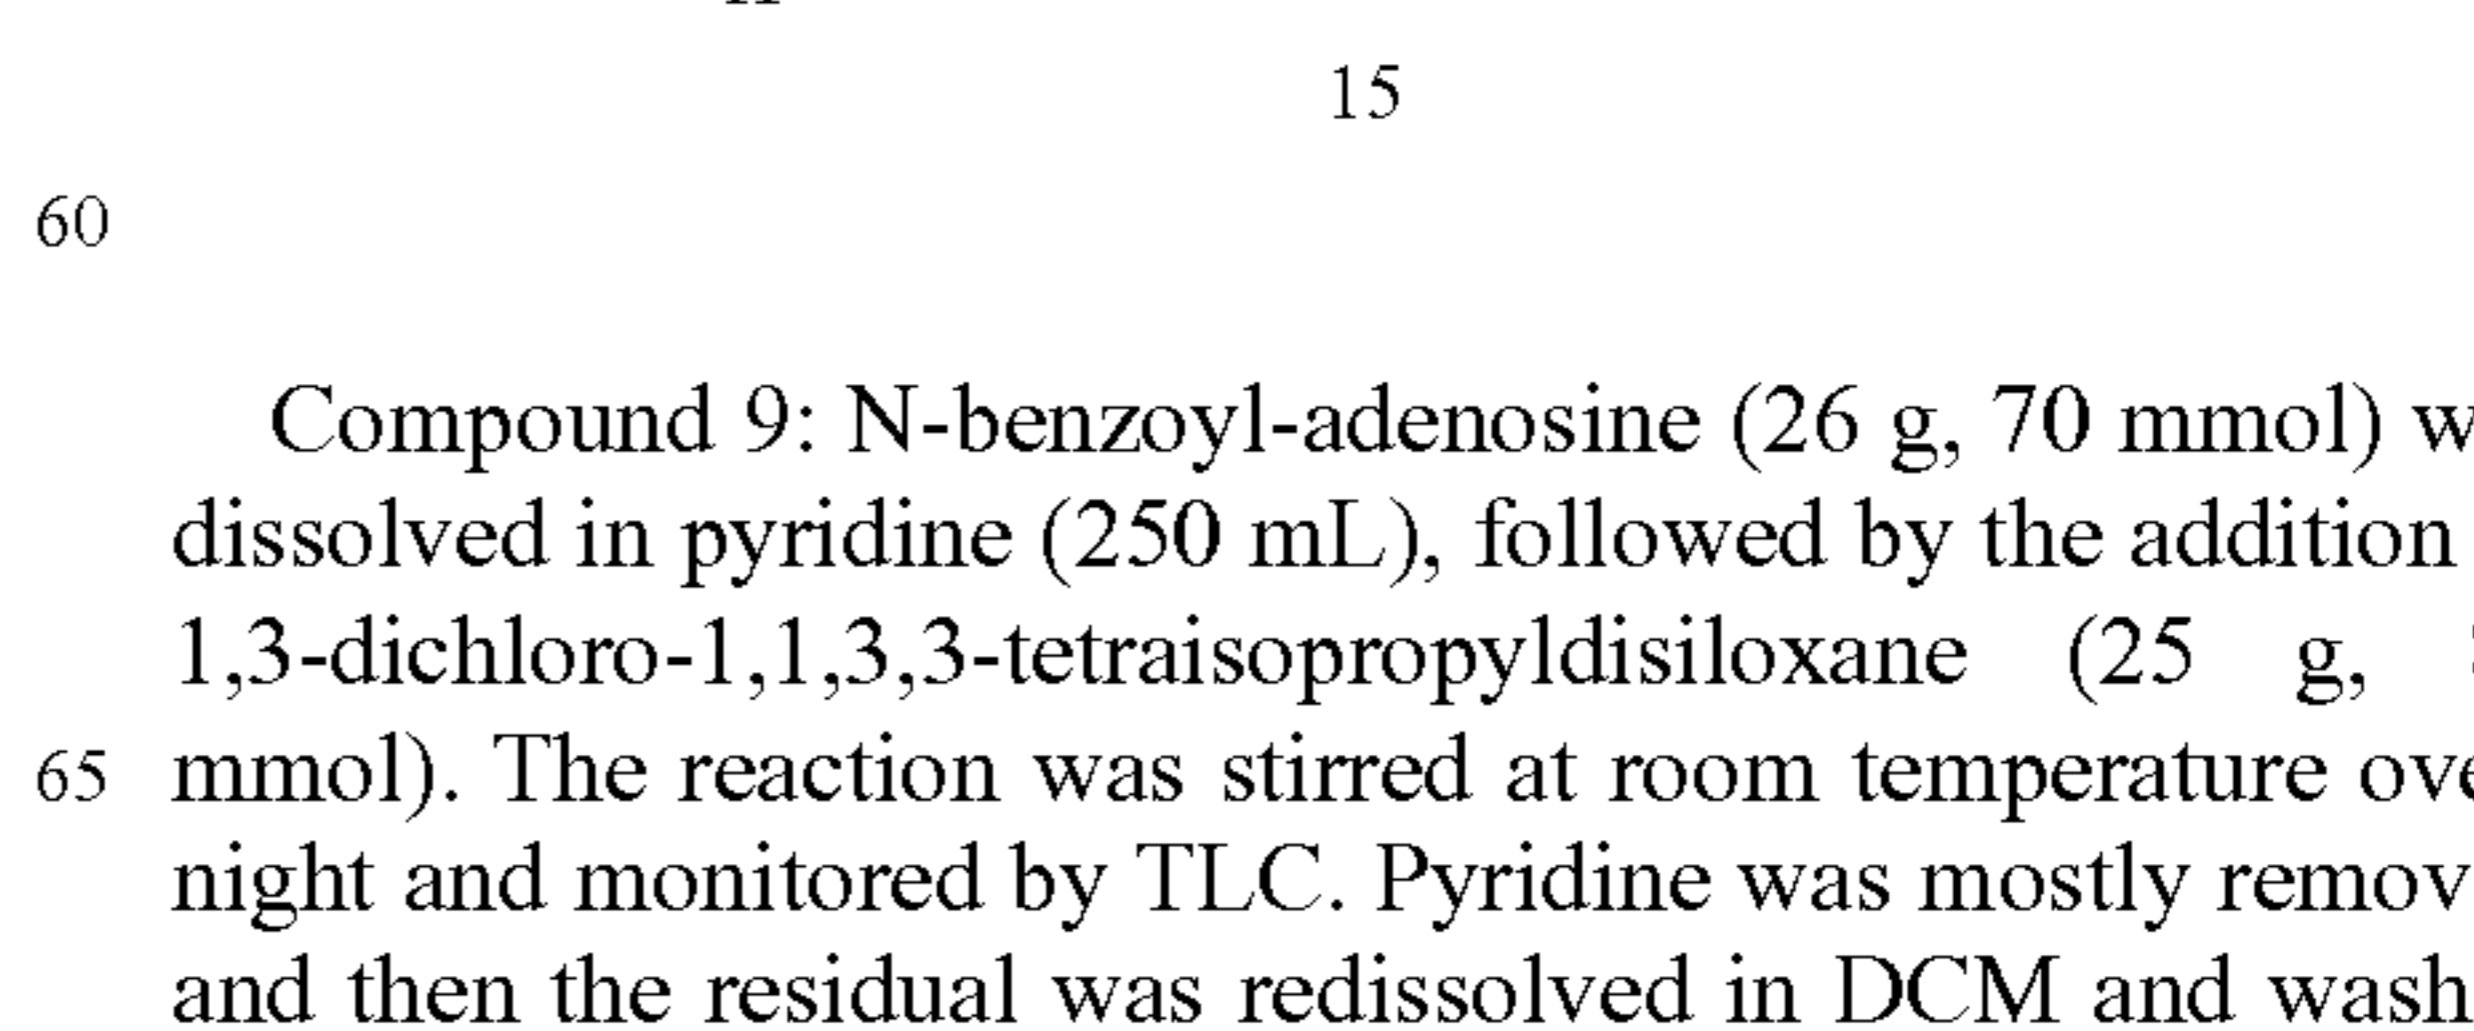 15
60
Compound 9: N-benzoyl-adenosine (26 g, 70 mmol)
dissolved in pyridine (250 mL), followed by the addition
1,3-dichloro-1,1,3,3-tetraisopropyldisiloxane (25 g,
65 mmol). The reaction was stirred at room temperature ove
night and monitored by TLC. Pyridine was mostly remov
and then the residual was redissolved in DCM and wash